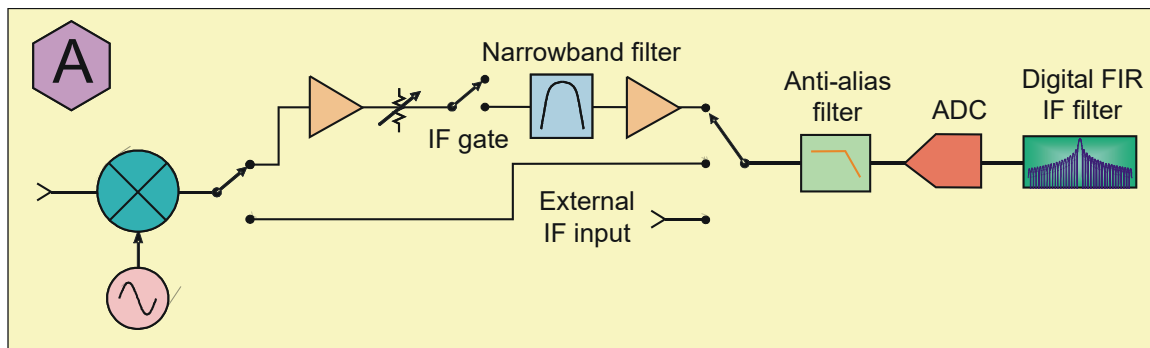 A
Narrowband filter
IF gate
Anti-alias
filter
ADC
Digital FIR
IF filter
External
IF input